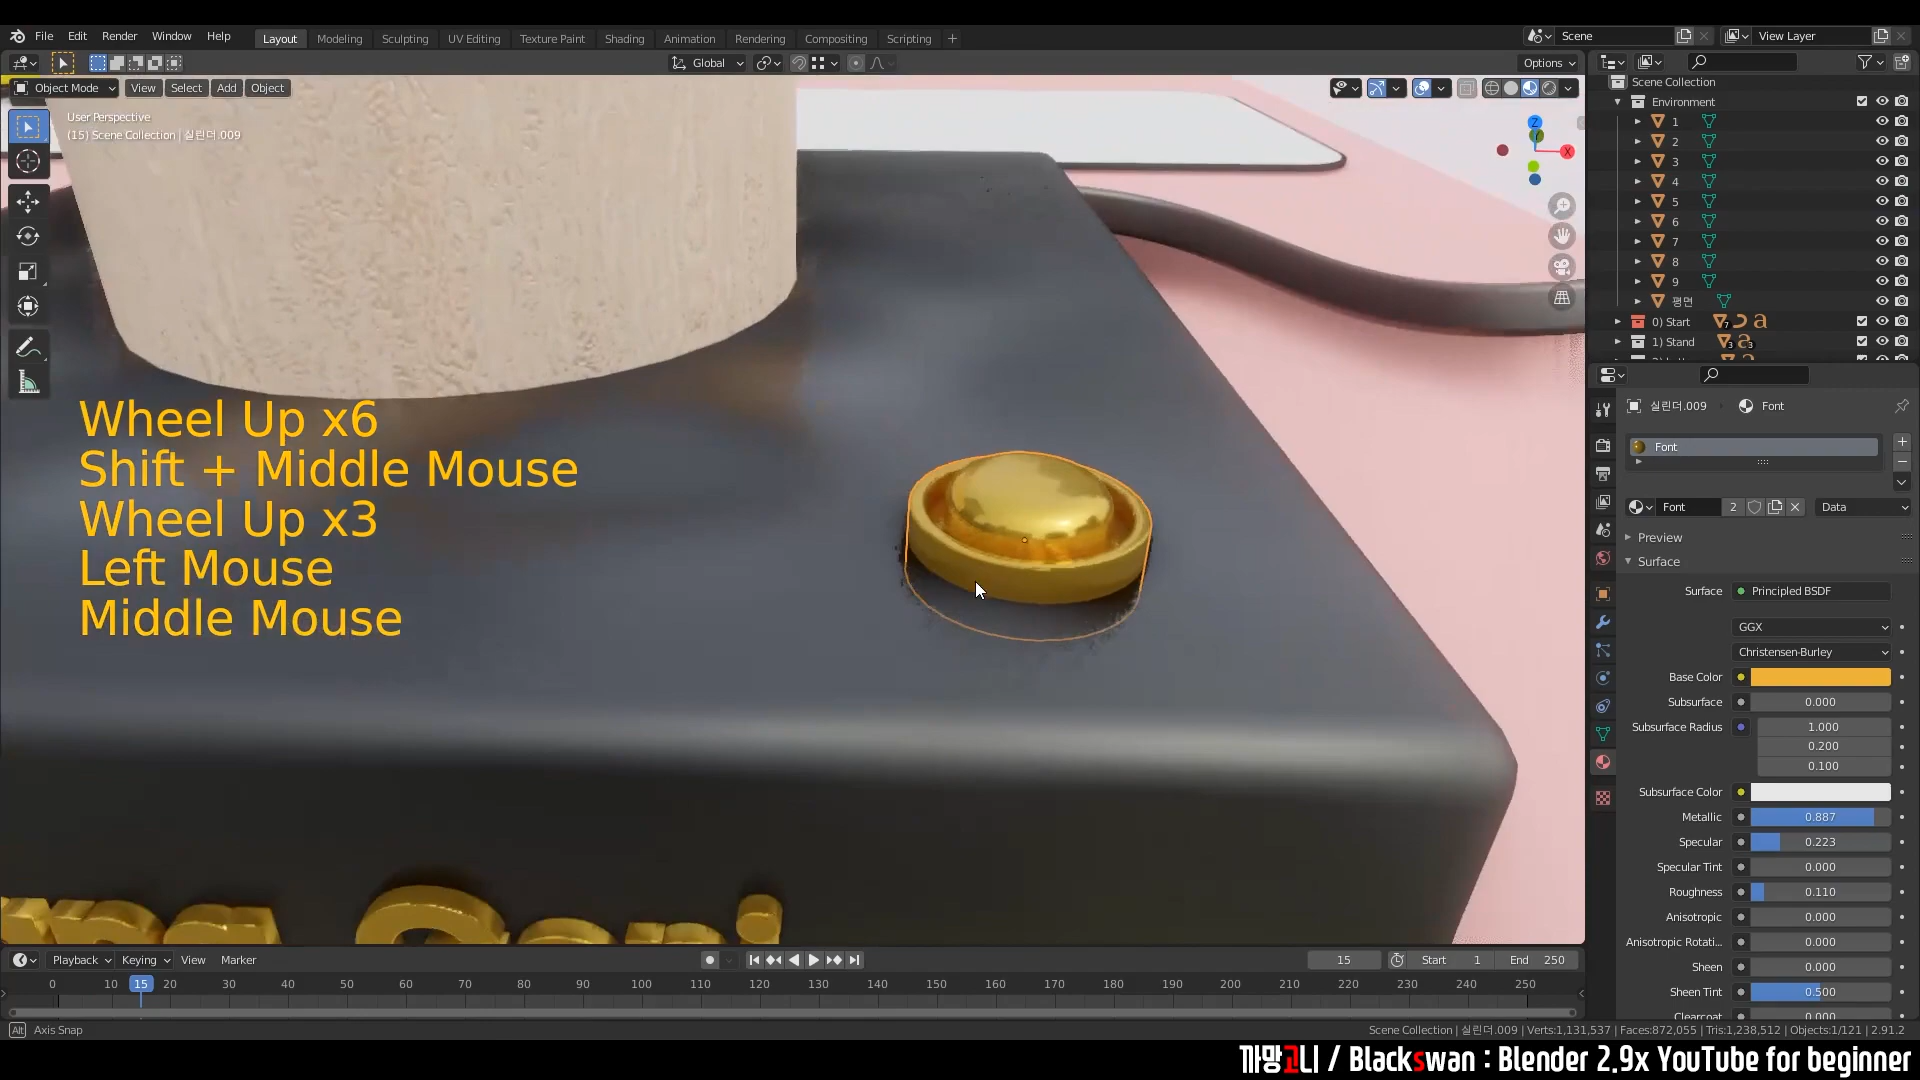 File Edit Render Window Help Layout Modeling Sculpting UV Editing Texture Paint Shading Animation Rendering Compositing Scripting + Scene View Layer
Global Options
Object Mode View Select Add Object
User Perspective
(15) Scene Collection | 실린더.009
Z
X
Wheel Up x6
Shift + Middle Mouse
Wheel Up x3
Left Mouse
Middle Mouse
Scene Collection
Environment
1
2
3
4
5
6
7
8
9
평면
0) Start 7 a
1) Stand 3 a 3
실린더.009 Font
Font
Font 2 Data
Preview
Surface
Surface Principled BSDF
GGX
Christensen-Burley
Base Color
Subsurface 0.000
Subsurface Radius 1.000
0.200
0.100
Subsurface Color
Metallic 0.887
Specular 0.223
Specular Tint 0.000
Roughness 0.110
Anisotropic 0.000
Anisotropic Rotati... 0.000
Sheen 0.000
Sheen Tint 0.500
Clearcoat 0.000
Playback Keying View Marker 15 Start 1 End 250
0 10 15 20 30 40 50 60 70 80 90 100 110 120 130 140 150 160 170 180 190 200 210 220 230 240 250
Alt Axis Snap
Scene Collection | 실린더.009 | Verts:1,131,537 | Faces:872,055 | Tris:1,238,512 | Objects:1/121 | 2.91.2
까망고니 / Blackswan : Blender 2.9x YouTube for beginner